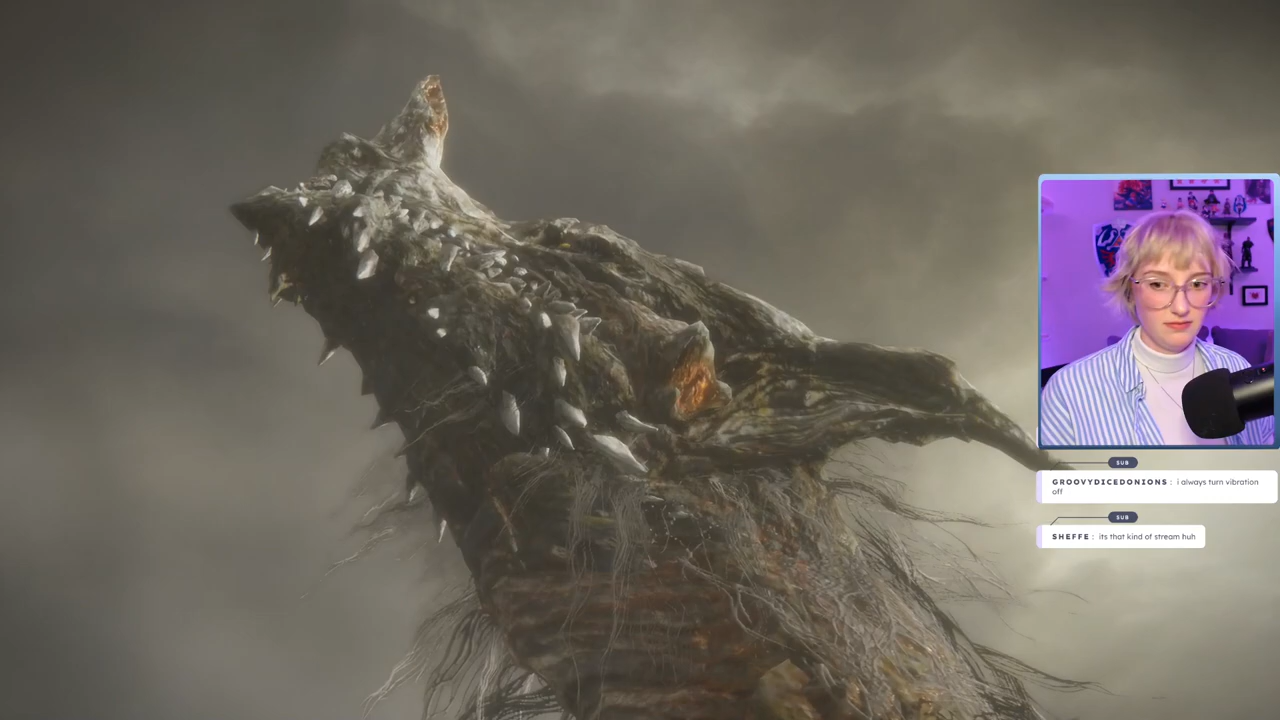 SUB
GROOVYDICEDONIONS : i always turn vibration
off
SUB
SHEFFE : its that kind of stream huh